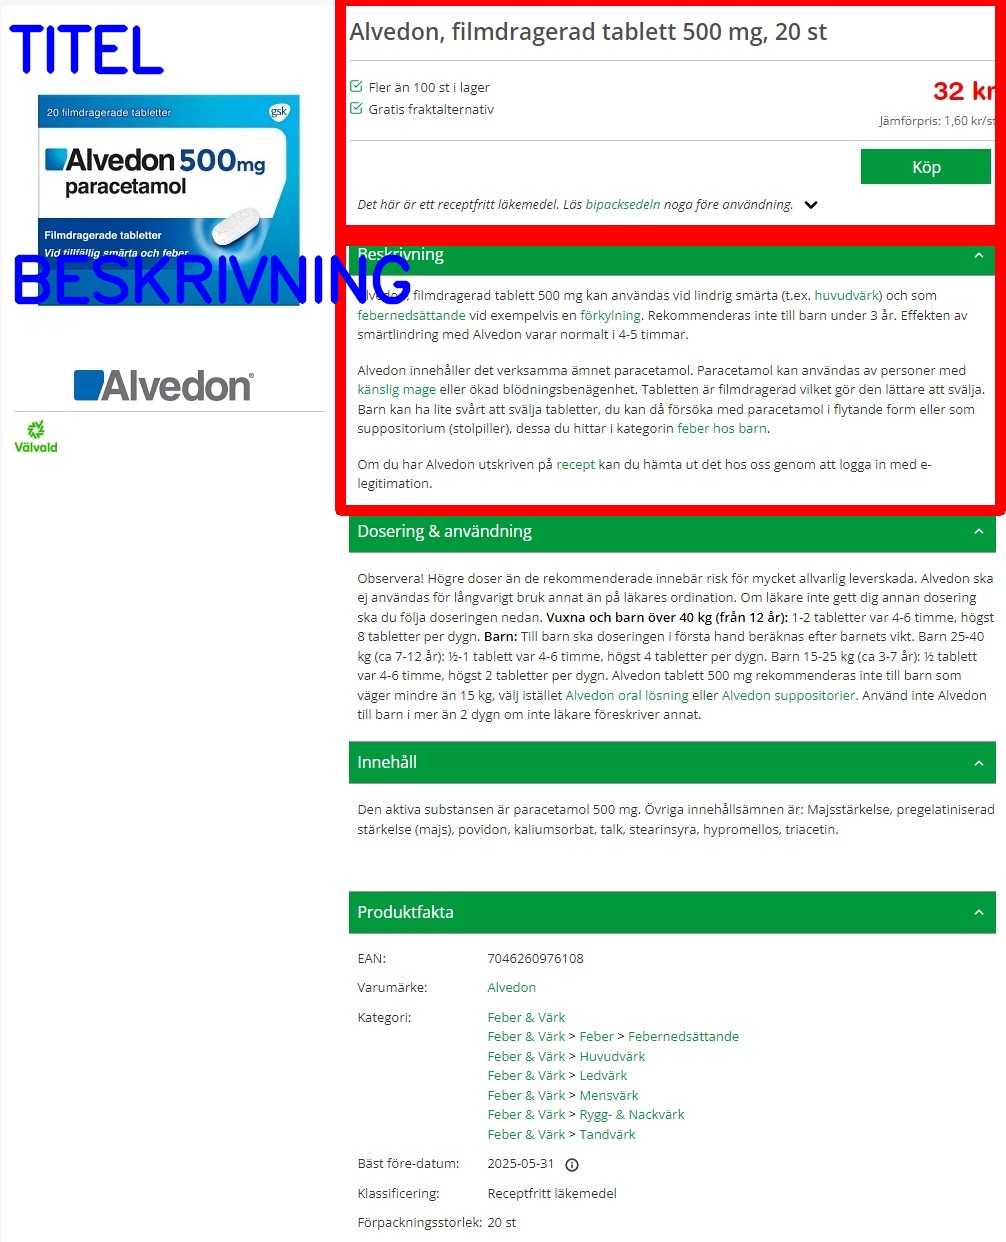 TITEL
20 filmdragerade tabletter
gsk
Alvedon 500mg
paracetamol
Filmdragerade tabletter
Vid tillfällig smärta och feber
BESKRIVNING
Alvedon
Välvald
Alvedon, filmdragerad tablett 500 mg, 20 st
Fler än 100 st i lager
Gratis fraktalternativ
32 kr
Jämförpris: 1,60 kr/st
Köp
Det här är ett receptfritt läkemedel. Läs bipacksedeln noga före användning.
Beskrivning
Alvedon, filmdragerad tablett 500 mg kan användas vid lindrig smärta (t.ex. huvudvärk) och som
febernedsättande vid exempelvis en förkylning. Rekommenderas inte till barn under 3 år. Effekten av
smärtlindring med Alvedon varar normalt i 4-5 timmar.
Alvedon innehåller det verksamma ämnet paracetamol. Paracetamol kan användas av personer med
känslig mage eller ökad blödningsbenägenhet. Tabletten är filmdragerad vilket gör den lättare att svälja.
Barn kan ha lite svårt att svälja tabletter, du kan då försöka med paracetamol i flytande form eller som
suppositorium (stolpiller), dessa du hittar i kategorin feber hos barn.
Om du har Alvedon utskriven på recept kan du hämta ut det hos oss genom att logga in med e-
legitimation.
Dosering & användning
Observera! Högre doser än de rekommenderade innebär risk för mycket allvarlig leverskada. Alvedon ska
ej användas för långvarigt bruk annat än på läkares ordination. Om läkare inte gett dig annan dosering
ska du följa doseringen nedan. Vuxna och barn över 40 kg (från 12 år): 1-2 tabletter var 4-6 timme, högst
8 tabletter per dygn. Barn: Till barn ska doseringen i första hand beräknas efter barnets vikt. Barn 25-40
kg (ca 7-12 år): ½-1 tablett var 4-6 timme, högst 4 tabletter per dygn. Barn 15-25 kg (ca 3-7 år): ½ tablett
var 4-6 timme, högst 2 tabletter per dygn. Alvedon tablett 500 mg rekommenderas inte till barn som
väger mindre än 15 kg, välj istället Alvedon oral lösning eller Alvedon suppositorier. Använd inte Alvedon
till barn i mer än 2 dygn om inte läkare föreskriver annat.
Innehåll
Den aktiva substansen är paracetamol 500 mg. Övriga innehållsämnen är: Majsstärkelse, pregelatiniserad
stärkelse (majs), povidon, kaliumsorbat, talk, stearinsyra, hypromellos, triacetin.
Produktfakta
EAN: 7046260976108
Varumärke: Alvedon
Kategori: Feber & Värk
Feber & Värk > Feber > Febernedsättande
Feber & Värk > Huvudvärk
Feber & Värk > Ledvärk
Feber & Värk > Mensvärk
Feber & Värk > Rygg- & Nackvärk
Feber & Värk > Tandvärk
Bäst före-datum: 2025-05-31
Klassificering: Receptfritt läkemedel
Förpackningsstorlek: 20 st